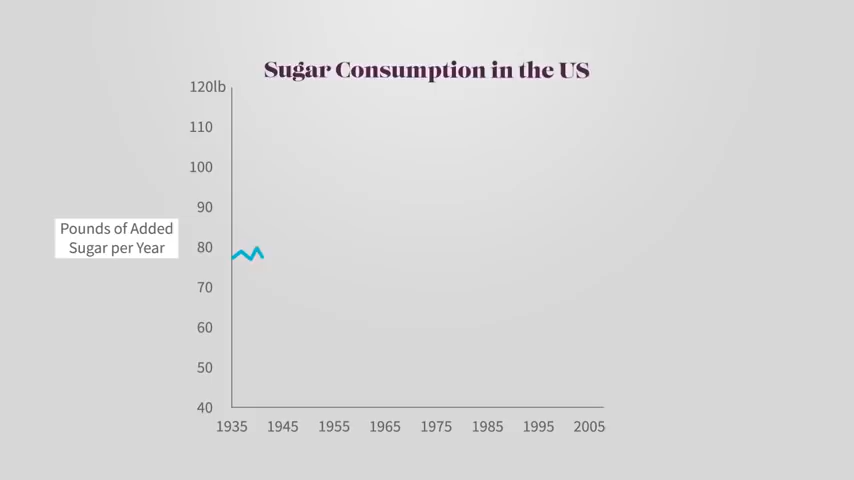 Sugar Consumption in the US
120lb
110
100
90
Pounds of Added
Sugar per Year
80
70
60
50
40
1935 1945 1955 1965 1975 1985 1995 2005